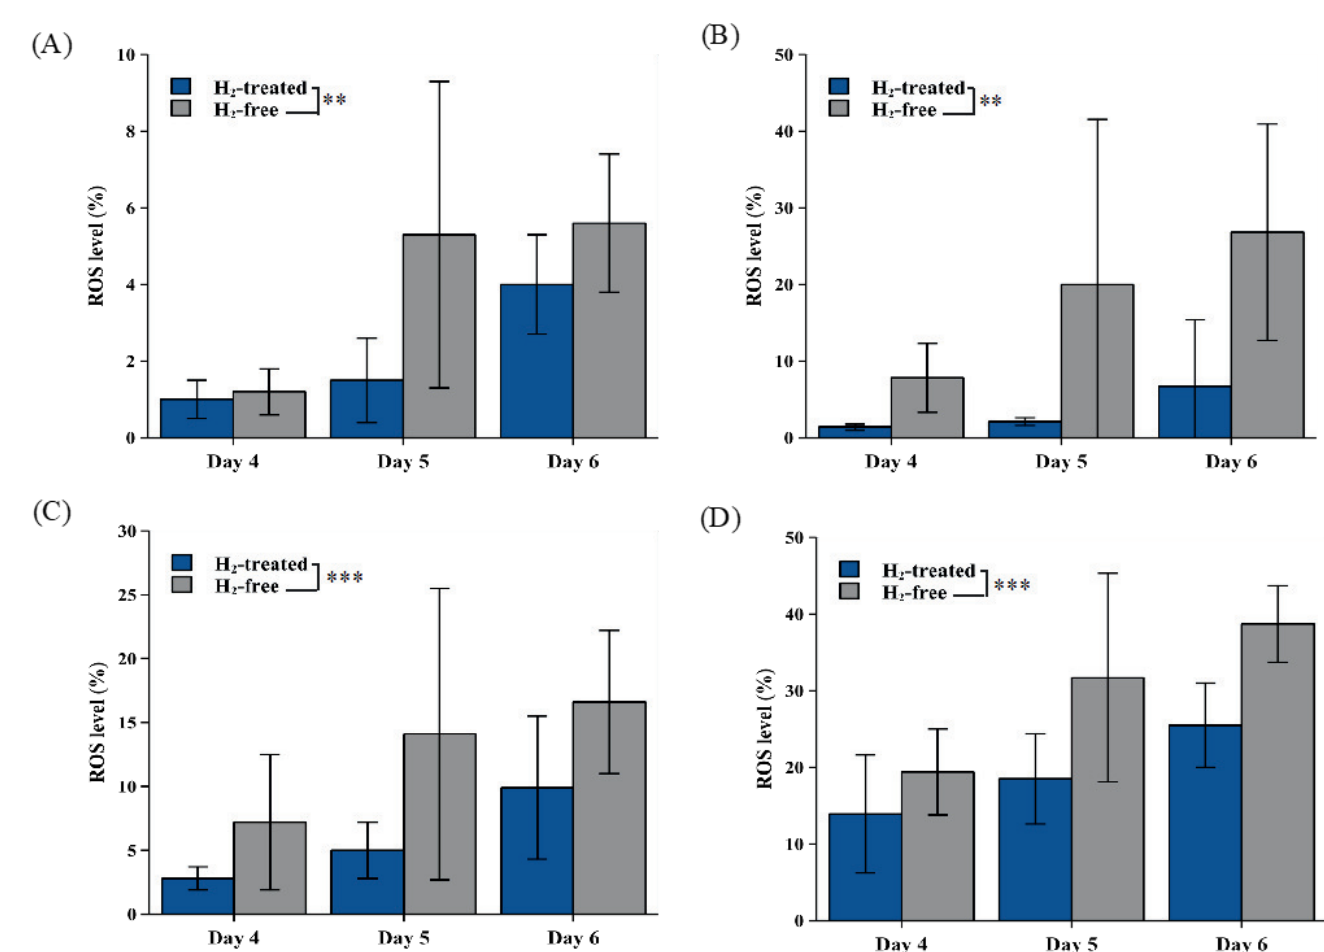 (A)
10
8
6
4
2
0
ROS level (%)
H₂-treated
H₂-free
**
Day 4 Day 5 Day 6
(B)
50
40
30
20
10
0
ROS level (%)
H₂-treated
H₂-free
**
Day 4 Day 5 Day 6
(C)
30
25
20
15
10
5
0
ROS level (%)
H₂-treated
H₂-free
***
Day 4 Day 5 Day 6
(D)
50
40
30
20
10
0
ROS level (%)
H₂-treated
H₂-free
***
Day 4 Day 5 Day 6